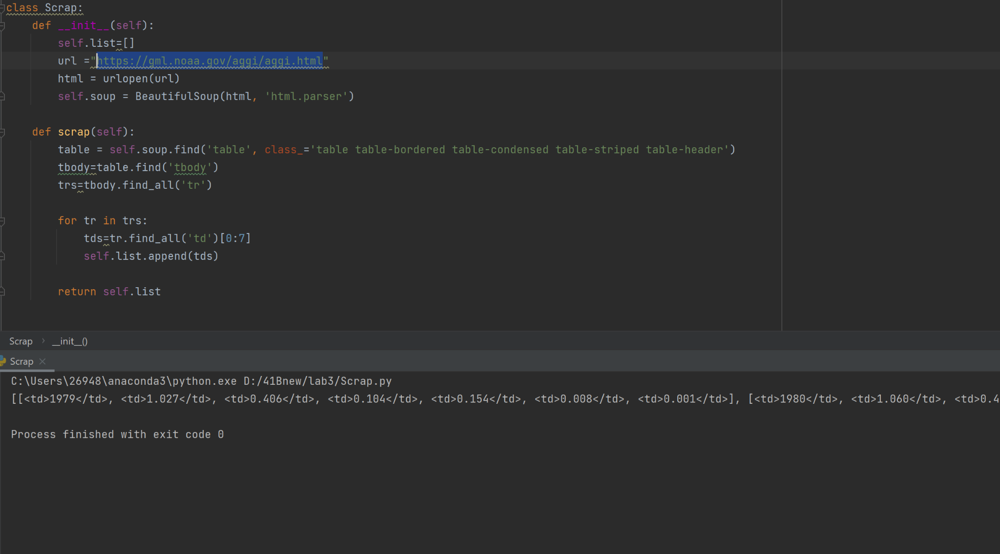 class Scrap:
    def __init__(self):
        self.list=[]
        url ="https://gml.noaa.gov/aggi/aggi.html"
        html = urlopen(url)
        self.soup = BeautifulSoup(html, 'html.parser')
    def scrap(self):
        table = self.soup.find('table', class_='table table-bordered table-condensed table-striped table-header')
        tbody=table.find('tbody')
        trs=tbody.find_all('tr')
        for tr in trs:
            tds=tr.find_all('td')[0:7]
            self.list.append(tds)
        return self.list
Scrap › __init__()
Scrap ×
C:\Users\26948\anaconda3\python.exe D:/41Bnew/lab3/Scrap.py
[[<td>1979</td>, <td>1.027</td>, <td>0.406</td>, <td>0.104</td>, <td>0.154</td>, <td>0.008</td>, <td>0.001</td>], [<td>1980</td>, <td>1.060</td>, <td>0.4
Process finished with exit code 0